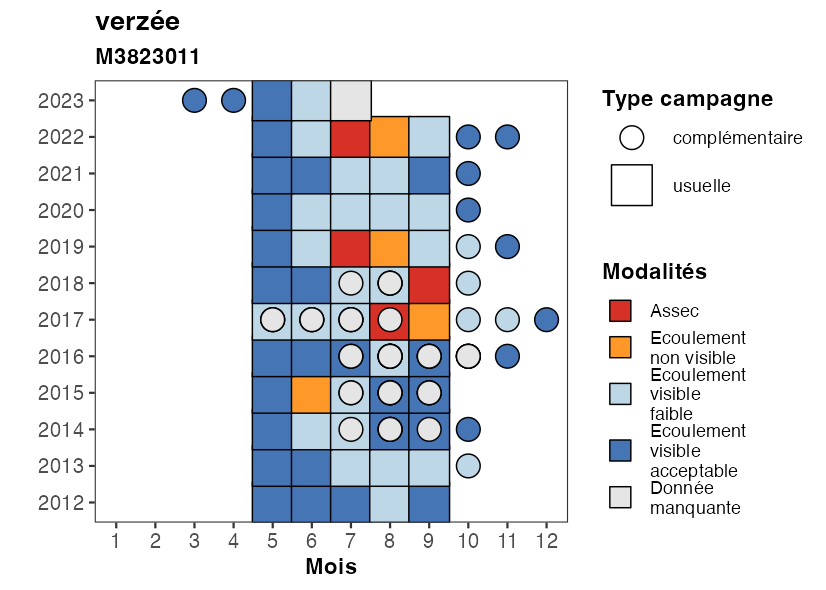 verzée
M3823011
2023
2022
2021
2020
2019
2018
2017
2016
2015
2014
2013
2012
1 2 3 4 5 6 7 8 9 10 11 12
Mois
Type campagne
complémentaire
usuelle
Modalités
Assec
Ecoulement
non visible
Ecoulement
visible
faible
Ecoulement
visible
acceptable
Donnée
manquante